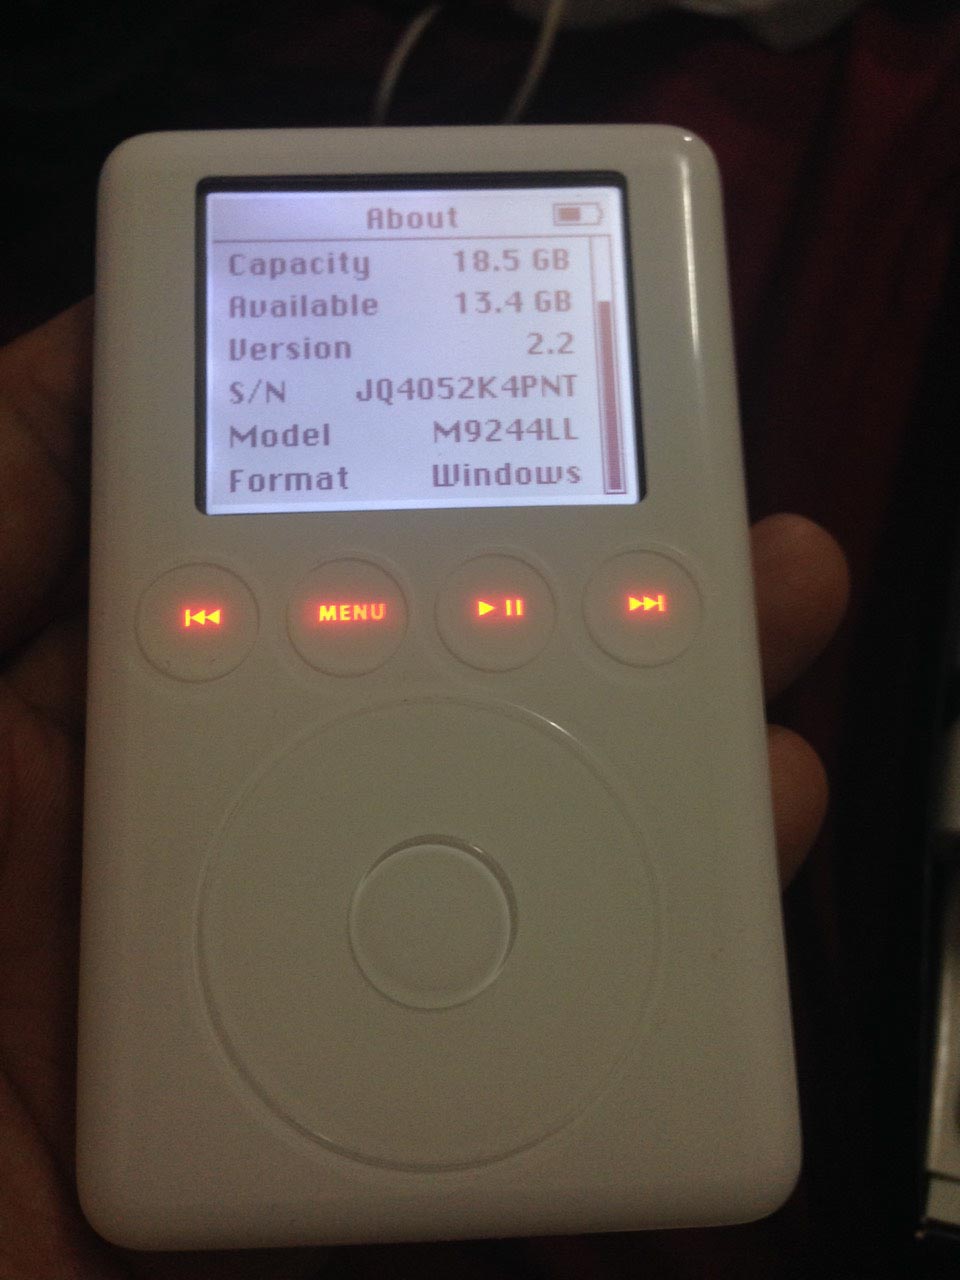 About
Capacity 18.5 GB
Available 13.4 GB
Version 2.2
S/N JQ4052K4PNT
Model M9244LL
Format Windows
MENU